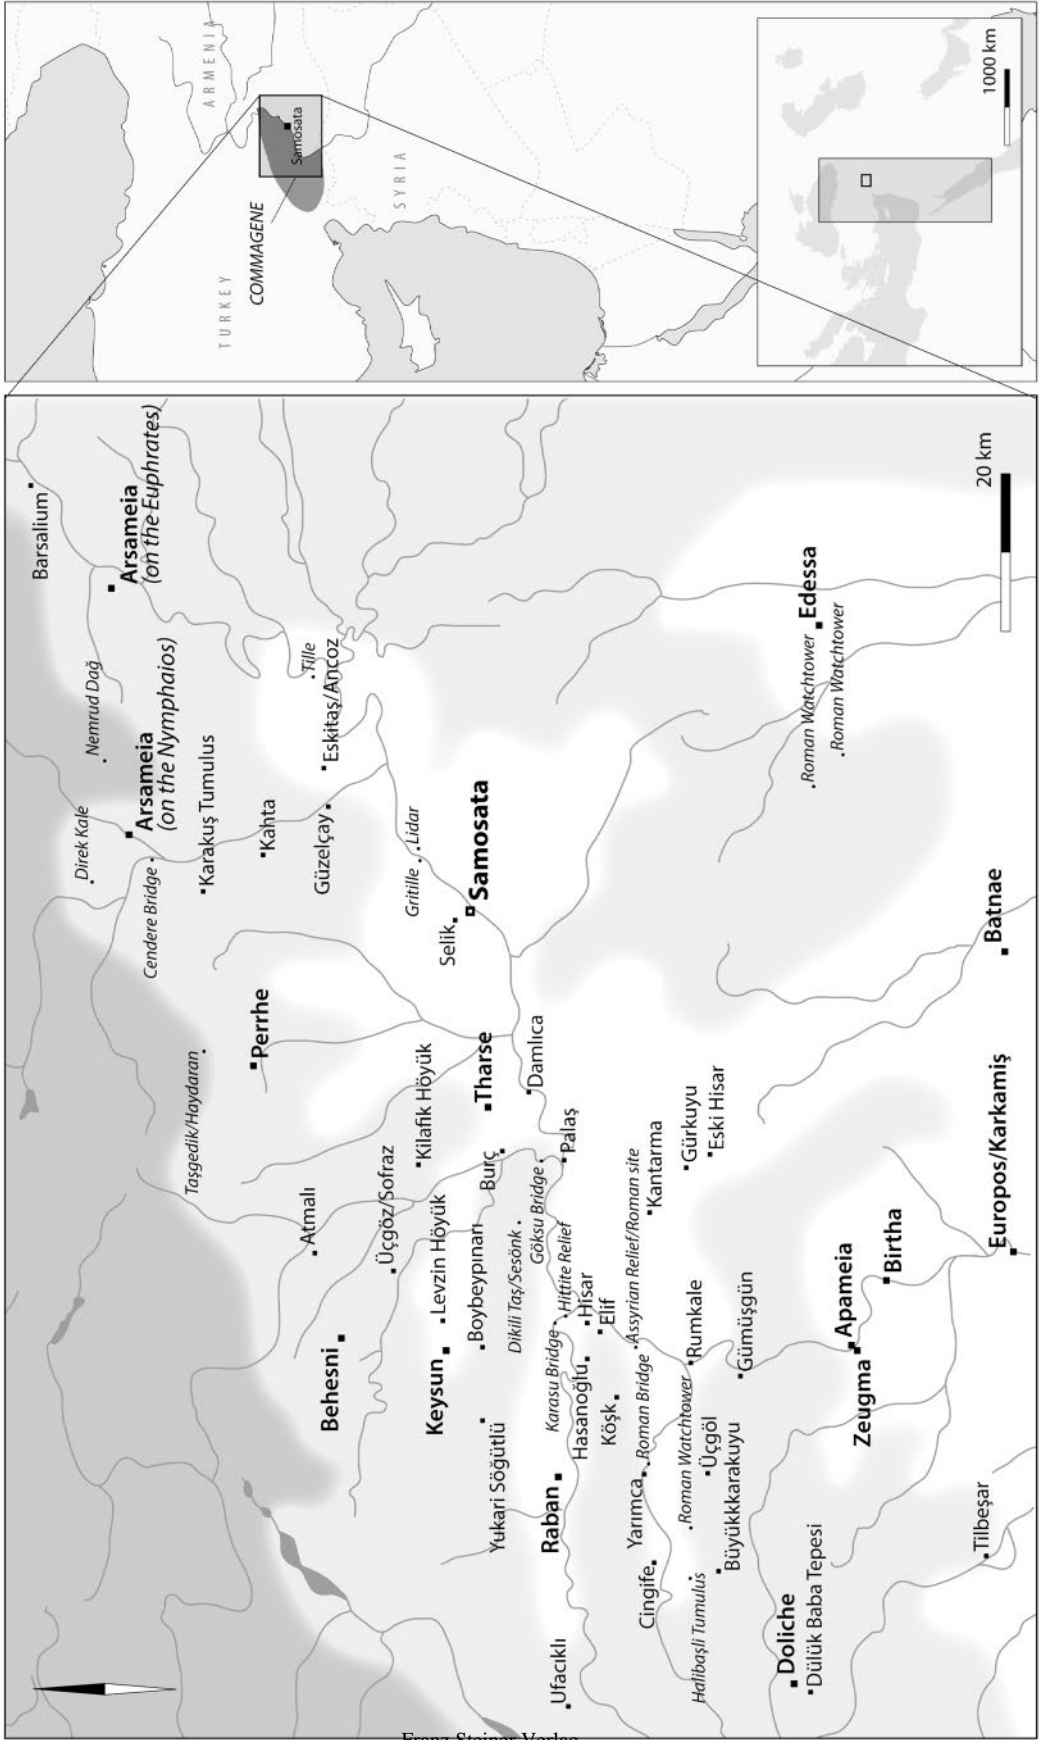 ARMENIA
Samosata
COMMAGENE
TURKEY
SYRIA
1000 km
Barsalium
Arsameia
(on the Euphrates)
Nemrud Dağ
Tille
Eskitaş/Ancoz
Direk Kale
Arsameia
(on the Nymphaios)
Karakuş Tumulus
Cendere Bridge
Kahta
Güzelçay
Gritille
Lidar
Samosata
Selik
20 km
Edessa
Roman Watchtower
Roman Watchtower
Batnae
Perrhe
Taşgedik/Haydaran
Kilafik Höyük
Tharse
Damlıca
Atmalı
Üçgöz/Sofraz
Levzin Höyük
Burç
Palaş
Göksu Bridge
Boybeypınarı
Dikili Taş/Sesönk
Hittite Relief
Hisar
Elif
Assyrian Relief/Roman site
Kantarma
Gürkuyu
Eski Hisar
Behesni
Keysun
Karasu Bridge
Hasanoğlu
Köşk
Roman Bridge
Rumkale
Gümüşgün
Apameia
Birtha
Europos/Karkamiş
Zeugma
Yukari Söğütlü
Raban
Yarımca
Roman Watchtower
Üçgöl
Büyükkarakuyu
Cingife
Halibaşli Tumulus
Ufacıklı
Doliche
Dülük Baba Tepesi
Tilbeşar
Franz Steiner Verlag